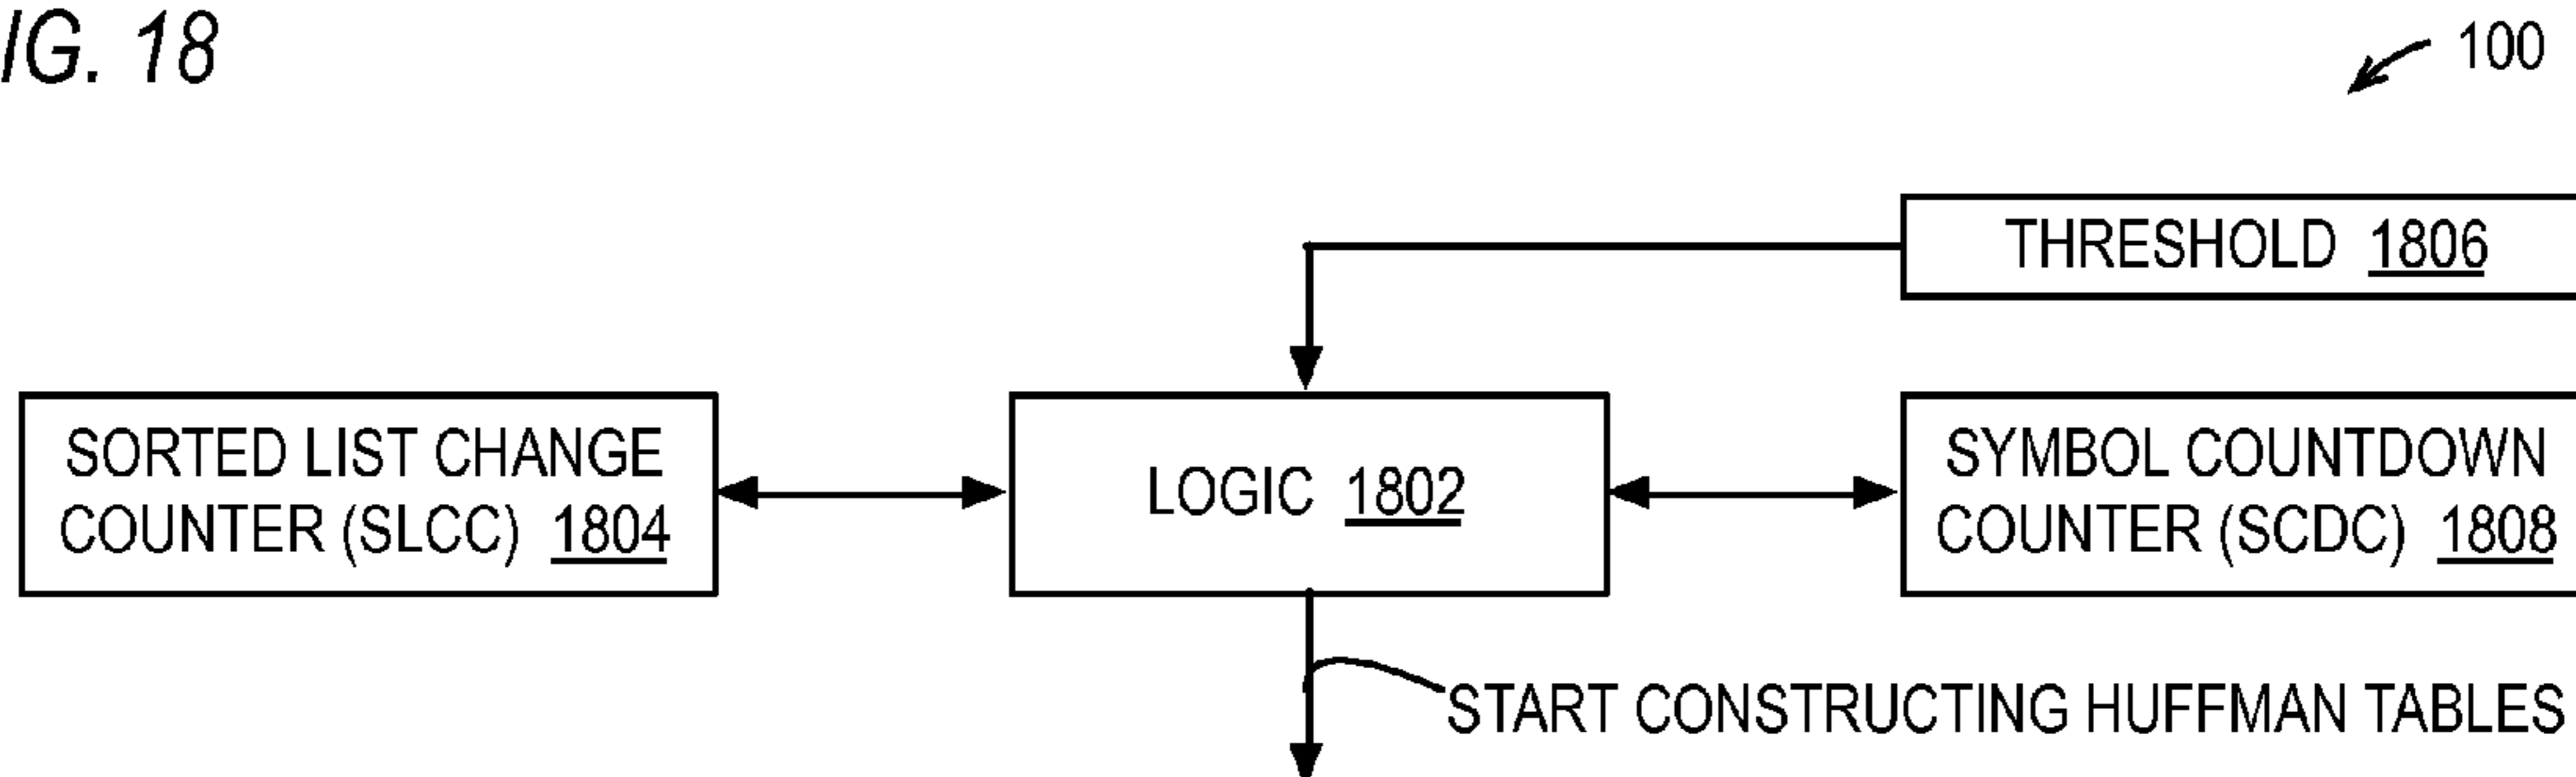 IG. 18
100
THRESHOLD 1806
SORTED LIST CHANGE
COUNTER (SLCC) 1804
LOGIC 1802
SYMBOL COUNTDOWN
COUNTER (SCDC) 1808
START CONSTRUCTING HUFFMAN TABLES